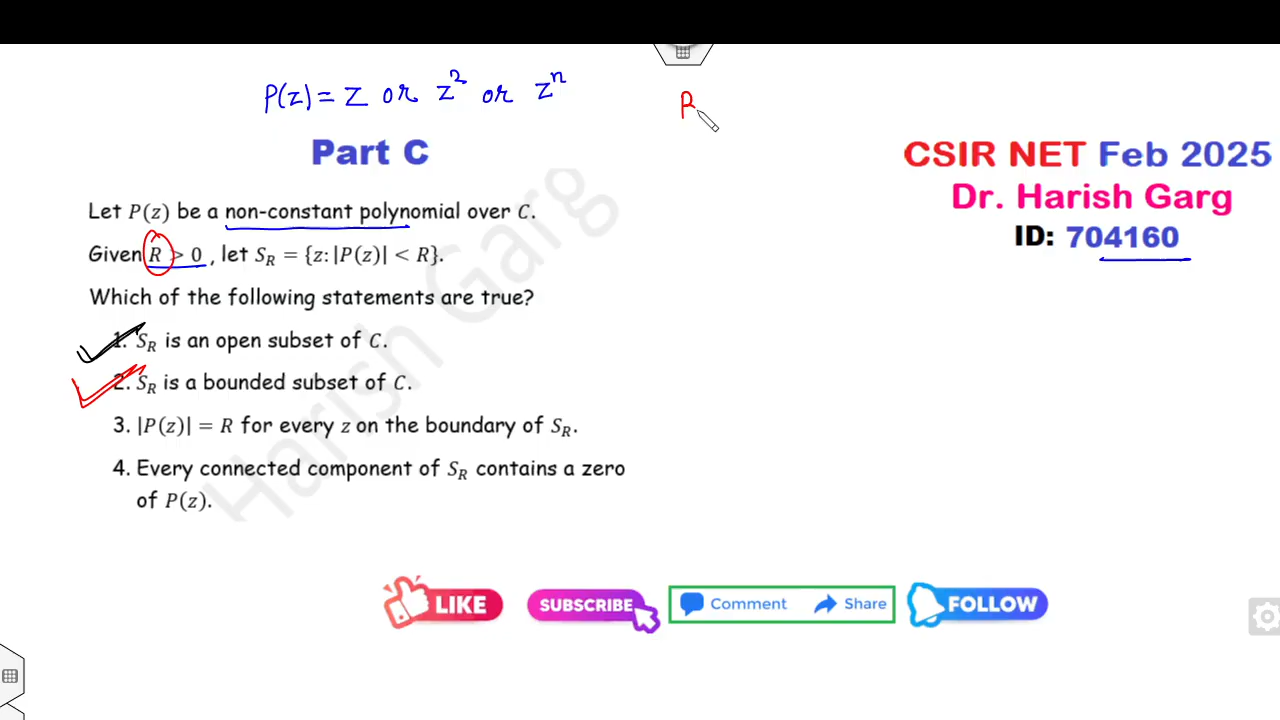 P(z) = Z or z² or zⁿ
Part C
CSIR NET Feb 2025
Dr. Harish Garg
ID: 704160
Let P(z) be a non-constant polynomial over C.
Given R > 0, let S_R = {z: |P(z)| < R}.
Which of the following statements are true?
1. S_R is an open subset of C.
2. S_R is a bounded subset of C.
3. |P(z)| = R for every z on the boundary of S_R.
4. Every connected component of S_R contains a zero
of P(z).
Harish Garg
LIKE SUBSCRIBE Comment Share FOLLOW